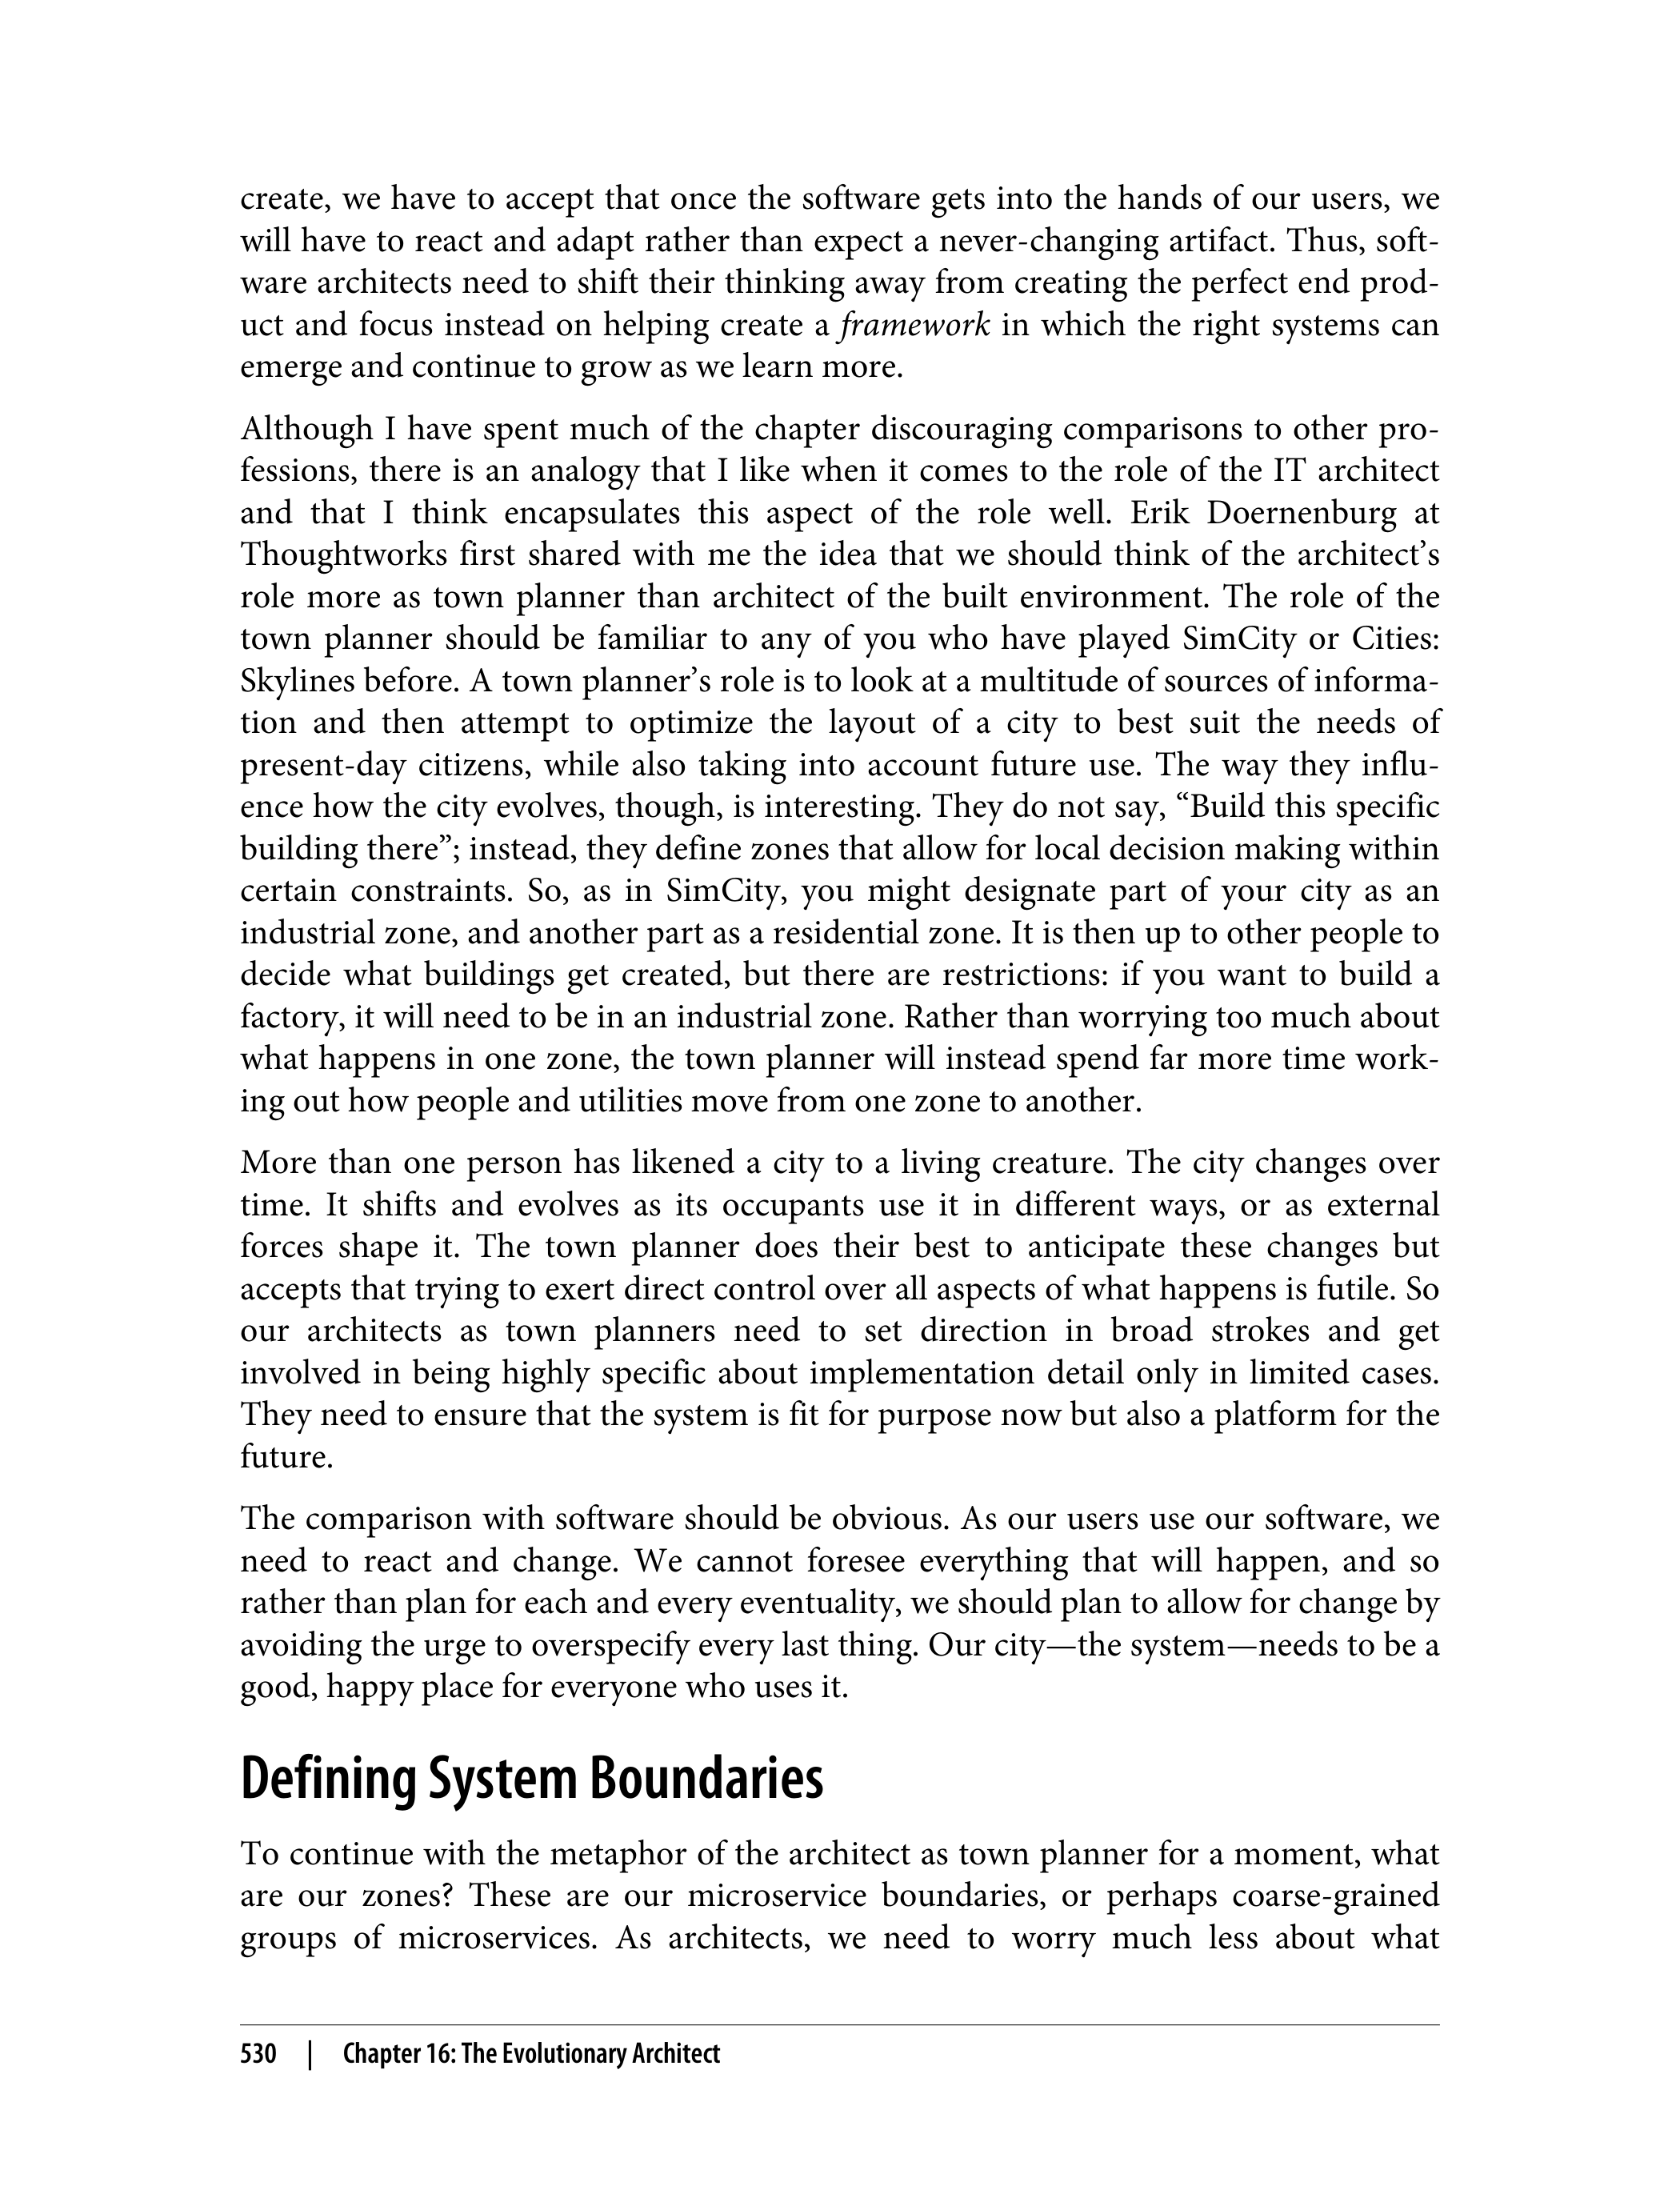 create, we have to accept that once the software gets into the hands of our users, we
will have to react and adapt rather than expect a never-changing artifact. Thus, soft-
ware architects need to shift their thinking away from creating the perfect end prod-
uct and focus instead on helping create a framework in which the right systems can
emerge and continue to grow as we learn more.
Although I have spent much of the chapter discouraging comparisons to other pro-
fessions, there is an analogy that I like when it comes to the role of the IT architect
and that I think encapsulates this aspect of the role well. Erik Doernenburg at
Thoughtworks first shared with me the idea that we should think of the architect’s
role more as town planner than architect of the built environment. The role of the
town planner should be familiar to any of you who have played SimCity or Cities:
Skylines before. A town planner’s role is to look at a multitude of sources of informa-
tion and then attempt to optimize the layout of a city to best suit the needs of
present-day citizens, while also taking into account future use. The way they influ-
ence how the city evolves, though, is interesting. They do not say, “Build this specific
building there”; instead, they define zones that allow for local decision making within
certain constraints. So, as in SimCity, you might designate part of your city as an
industrial zone, and another part as a residential zone. It is then up to other people to
decide what buildings get created, but there are restrictions: if you want to build a
factory, it will need to be in an industrial zone. Rather than worrying too much about
what happens in one zone, the town planner will instead spend far more time work-
ing out how people and utilities move from one zone to another.
More than one person has likened a city to a living creature. The city changes over
time. It shifts and evolves as its occupants use it in different ways, or as external
forces shape it. The town planner does their best to anticipate these changes but
accepts that trying to exert direct control over all aspects of what happens is futile. So
our architects as town planners need to set direction in broad strokes and get
involved in being highly specific about implementation detail only in limited cases.
They need to ensure that the system is fit for purpose now but also a platform for the
future.
The comparison with software should be obvious. As our users use our software, we
need to react and change. We cannot foresee everything that will happen, and so
rather than plan for each and every eventuality, we should plan to allow for change by
avoiding the urge to overspecify every last thing. Our city—the system—needs to be a
good, happy place for everyone who uses it.
Defining System Boundaries
To continue with the metaphor of the architect as town planner for a moment, what
are our zones? These are our microservice boundaries, or perhaps coarse-grained
groups of microservices. As architects, we need to worry much less about what
530 | Chapter 16: The Evolutionary Architect